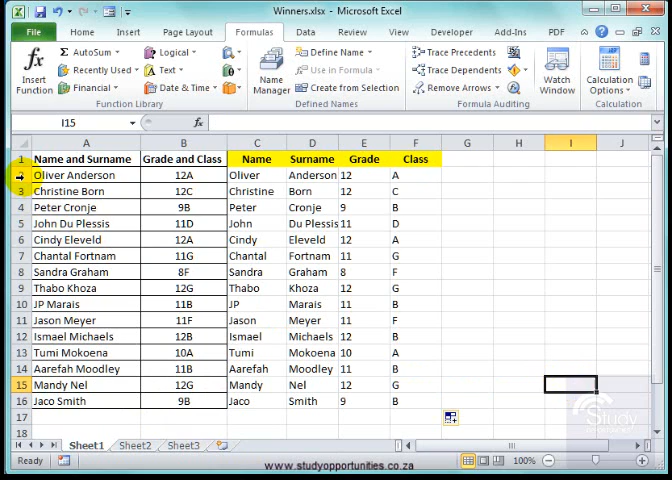 Winners.xlsx - Microsoft Excel
File Home Insert Page Layout Formulas Data Review View Developer Add-Ins PDF
fx Σ AutoSum Logical Define Name Trace Precedents
Recently Used Text Use in Formula Trace Dependents
Financial Date & Time Create from Selection Remove Arrows
Insert Function Name Manager Watch Window Calculation Options
Function Library Defined Names Formula Auditing Calculation
I15 fx
A B C D E F G H I J
1 Name and Surname Grade and Class Name Surname Grade Class
2 Oliver Anderson 12A Oliver Anderson 12 A
3 Christine Born 12C Christine Born 12 C
4 Peter Cronje 9B Peter Cronje 9 B
5 John Du Plessis 11D John Du Plessis 11 D
6 Cindy Eleveld 12A Cindy Eleveld 12 A
7 Chantal Fortnam 11G Chantal Fortnam 11 G
8 Sandra Graham 8F Sandra Graham 8 F
9 Thabo Khoza 12G Thabo Khoza 12 G
10 JP Marais 11B JP Marais 11 B
11 Jason Meyer 11F Jason Meyer 11 F
12 Ismael Michaels 12B Ismael Michaels 12 B
13 Tumi Mokoena 10A Tumi Mokoena 10 A
14 Aarefah Moodley 11B Aarefah Moodley 11 B
15 Mandy Nel 12G Mandy Nel 12 G
16 Jaco Smith 9B Jaco Smith 9 B
17
18
Study
Sheet1 Sheet2 Sheet3
Ready 100%
www.studyopportunities.co.za